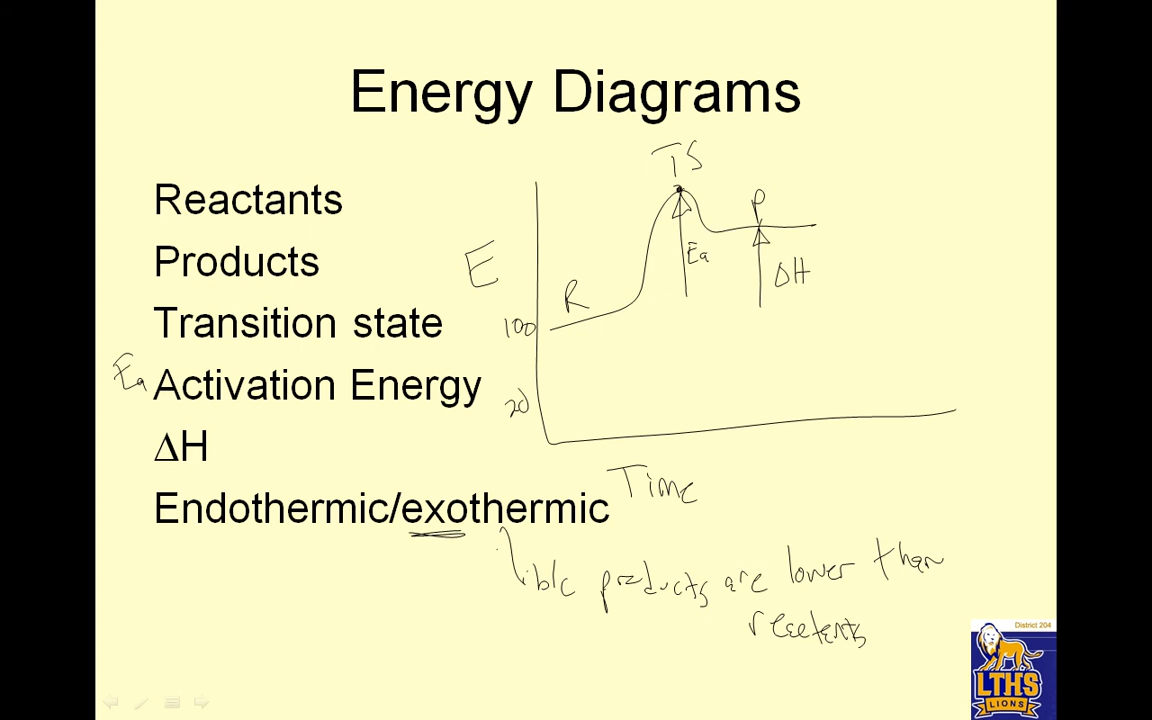 Energy Diagrams
TS
Reactants
P
Products
E
Ea
ΔH
R
Transition state
100
Ea Activation Energy
20
ΔH
Time
Endothermic/exothermic
products are lower than
District 204
LTHS
LIONS